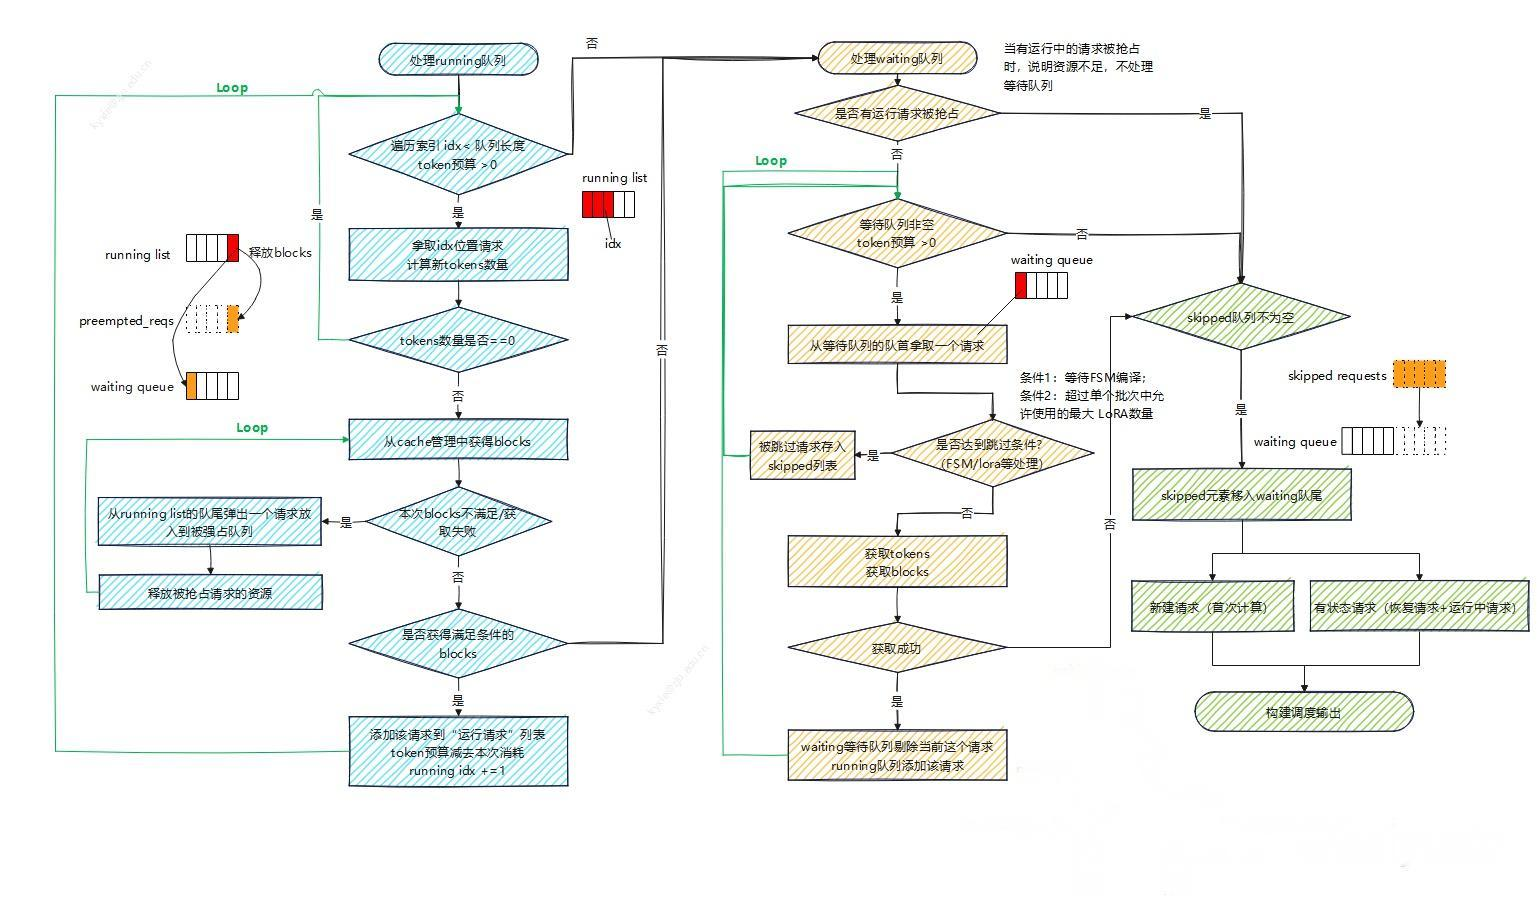 处理running队列
Loop
遍历索引 idx < 队列长度
token预算 > 0
否
是
running list
idx
拿取idx位置请求
计算新tokens数量
running list
释放blocks
preempted_reqs
waiting queue
是
tokens数量是否==0
否
Loop
从cache管理中获得blocks
本次blocks不满足/获
取失败
是
从running list的队尾弹出一个请求放
入到被强占队列
释放被抢占请求的资源
否
是否获得满足条件的
blocks
否
是
添加该请求到“运行请求”列表
token预算减去本次消耗
running idx +=1
处理waiting队列
当有运行中的请求被抢占
时，说明资源不足，不处理
等待队列
是否有运行请求被抢占
是
否
Loop
等待队列非空
token预算 >0
否
waiting queue
是
从等待队列的队首拿取一个请求
条件1：等待FSM编译；
条件2：超过单个批次中允
许使用的最大 LoRA数量
是否达到跳过条件?
（FSM/lora等处理）
是
被跳过请求存入
skipped列表
否
获取tokens
获取blocks
获取成功
否
是
waiting等待队列剔除当前这个请求
running队列添加该请求
skipped队列不为空
skipped requests
waiting queue
是
skipped元素移入waiting队尾
新建请求（首次计算）
有状态请求（恢复请求+运行中请求）
构建调度输出